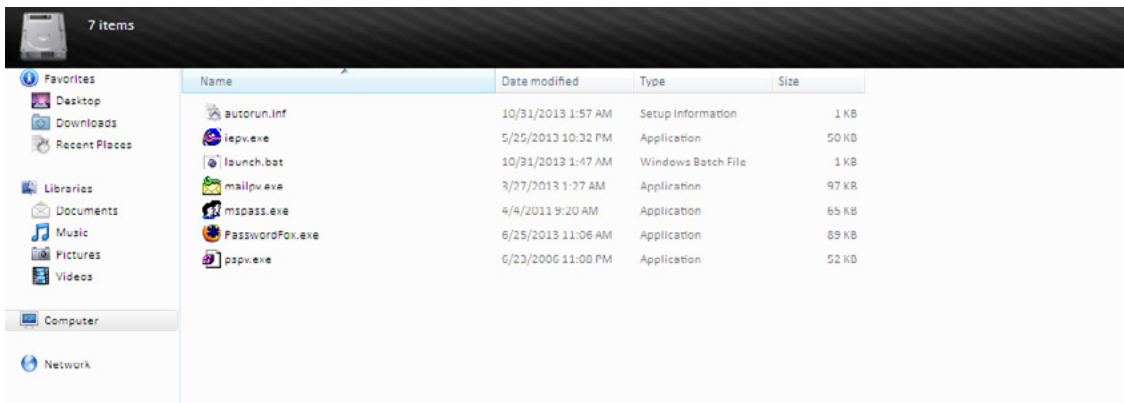 7 items
Favorites
Desktop
Downloads
Recent Places
Libraries
Documents
Music
Pictures
Videos
Computer
Network
Name Date modified Type Size
autorun.inf 10/31/2013 1:57 AM Setup Information 1 KB
iepv.exe 5/25/2013 10:32 PM Application 50 KB
launch.bat 10/31/2013 1:47 AM Windows Batch File 1 KB
mailpv.exe 3/27/2013 1:27 AM Application 97 KB
mspass.exe 4/4/2011 9:20 AM Application 65 KB
PasswordFox.exe 6/25/2013 11:06 AM Application 89 KB
pspv.exe 6/23/2006 11:08 PM Application 52 KB